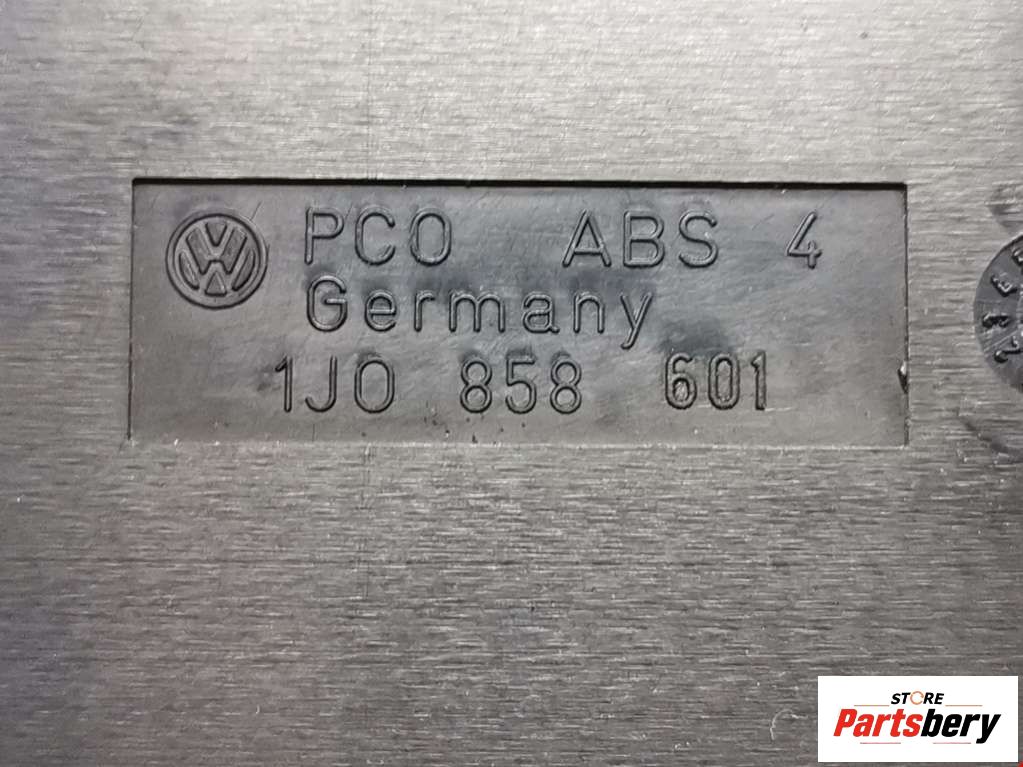 PCO ABS 4
Germany
1J0 858 601
STORE
Partsbery